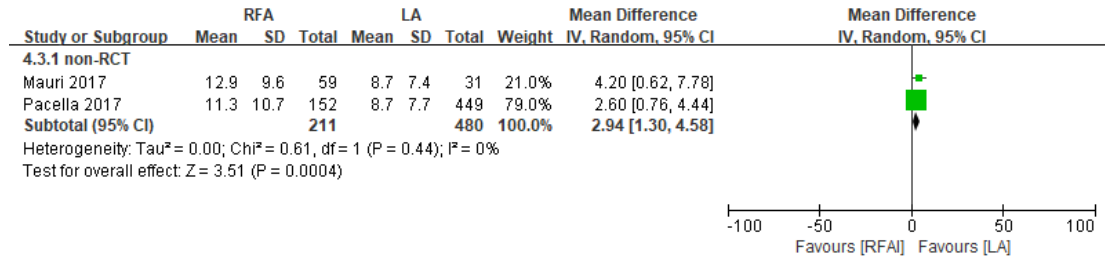 RFA LA Mean Difference Mean Difference
Study or Subgroup Mean SD Total Mean SD Total Weight IV, Random, 95% CI IV, Random, 95% CI
4.3.1 non-RCT
Mauri 2017 12.9 9.6 59 8.7 7.4 31 21.0% 4.20 [0.62, 7.78]
Pacella 2017 11.3 10.7 152 8.7 7.7 449 79.0% 2.60 [0.76, 4.44]
Subtotal (95% CI) 211 480 100.0% 2.94 [1.30, 4.58]
Heterogeneity: Tau² = 0.00; Chi² = 0.61, df = 1 (P = 0.44); I² = 0%
Test for overall effect: Z = 3.51 (P = 0.0004)
-100 -50 0 50 100
Favours [RFAI] Favours [LA]